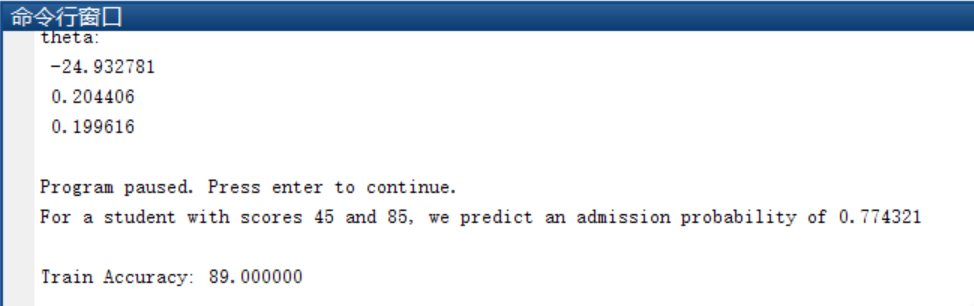 命令行窗口
theta:
-24.932781
0.204406
0.199616
Program paused. Press enter to continue.
For a student with scores 45 and 85, we predict an admission probability of 0.774321
Train Accuracy: 89.000000